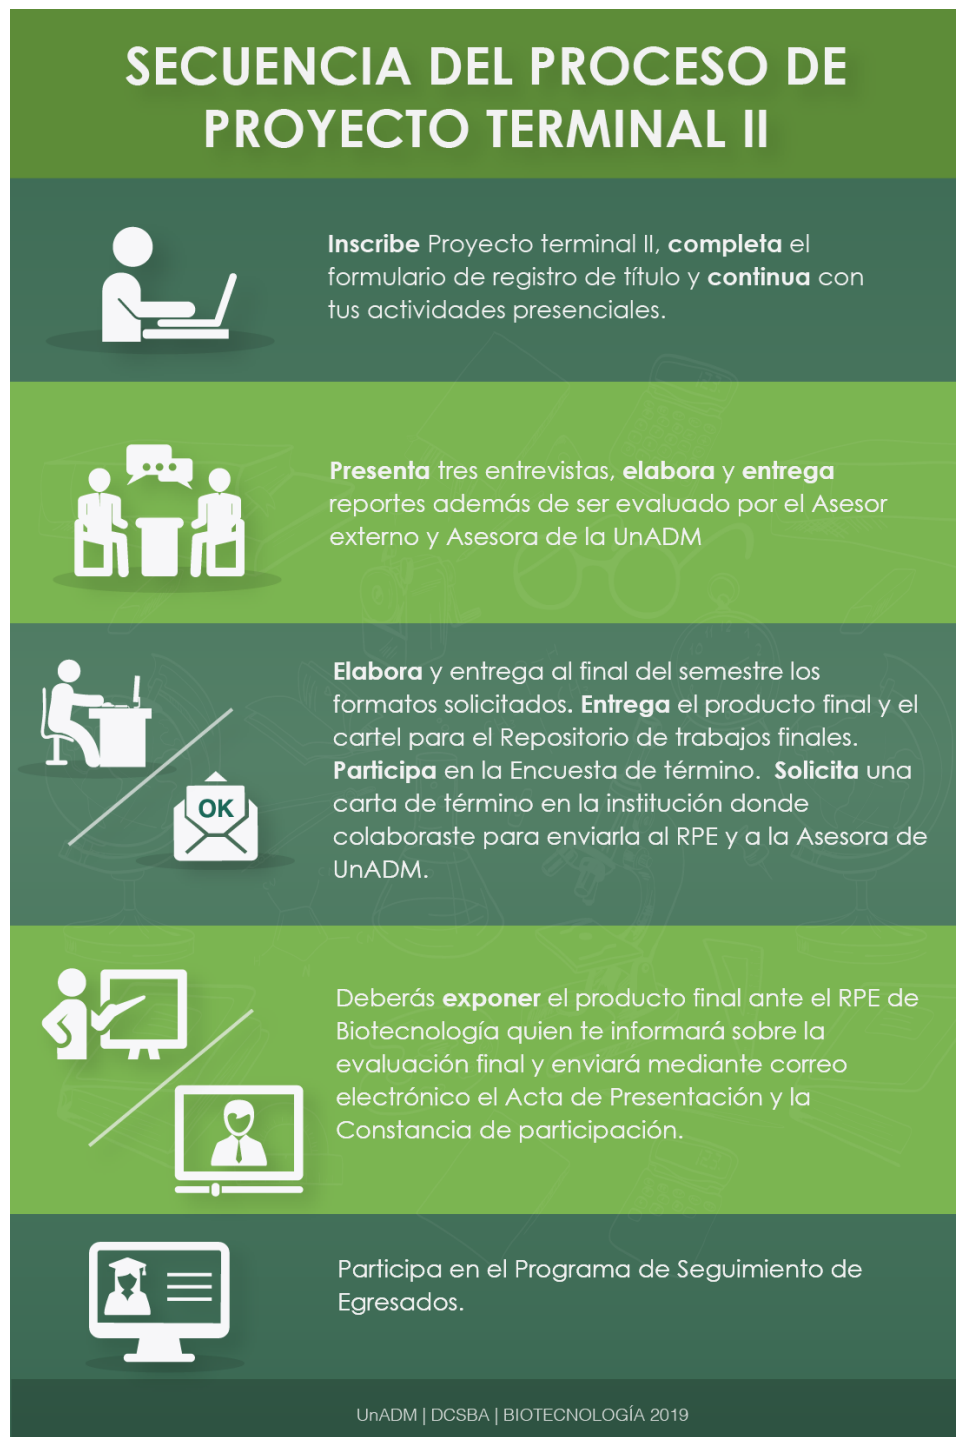 SECUENCIA DEL PROCESO DE
PROYECTO TERMINAL II
Inscribe Proyecto terminal II, completa el
formulario de registro de título y continua con
tus actividades presenciales.
Presenta tres entrevistas, elabora y entrega
reportes además de ser evaluado por el Asesor
externo y Asesora de la UnADM
Elabora y entrega al final del semestre los
formatos solicitados. Entrega el producto final y el
cartel para el Repositorio de trabajos finales.
Participa en la Encuesta de término. Solicita una
carta de término en la institución donde
colaboraste para enviarla al RPE y a la Asesora de
UnADM.
OK
Deberás exponer el producto final ante el RPE de
Biotecnología quien te informará sobre la
evaluación final y enviará mediante correo
electrónico el Acta de Presentación y la
Constancia de participación.
Participa en el Programa de Seguimiento de
Egresados.
UnADM | DCSBA | BIOTECNOLOGÍA 2019